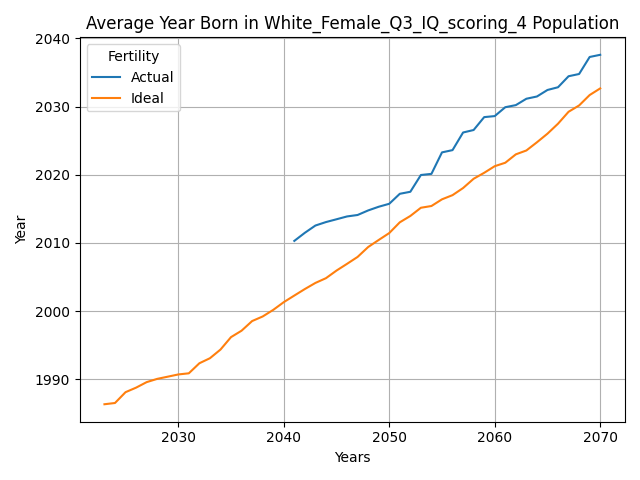 Average Year Born in White_Female_Q3_IQ_scoring_4 Population
2040
2030
2020
2010
2000
1990
Year
Fertility
Actual
Ideal
2030 2040 2050 2060 2070
Years